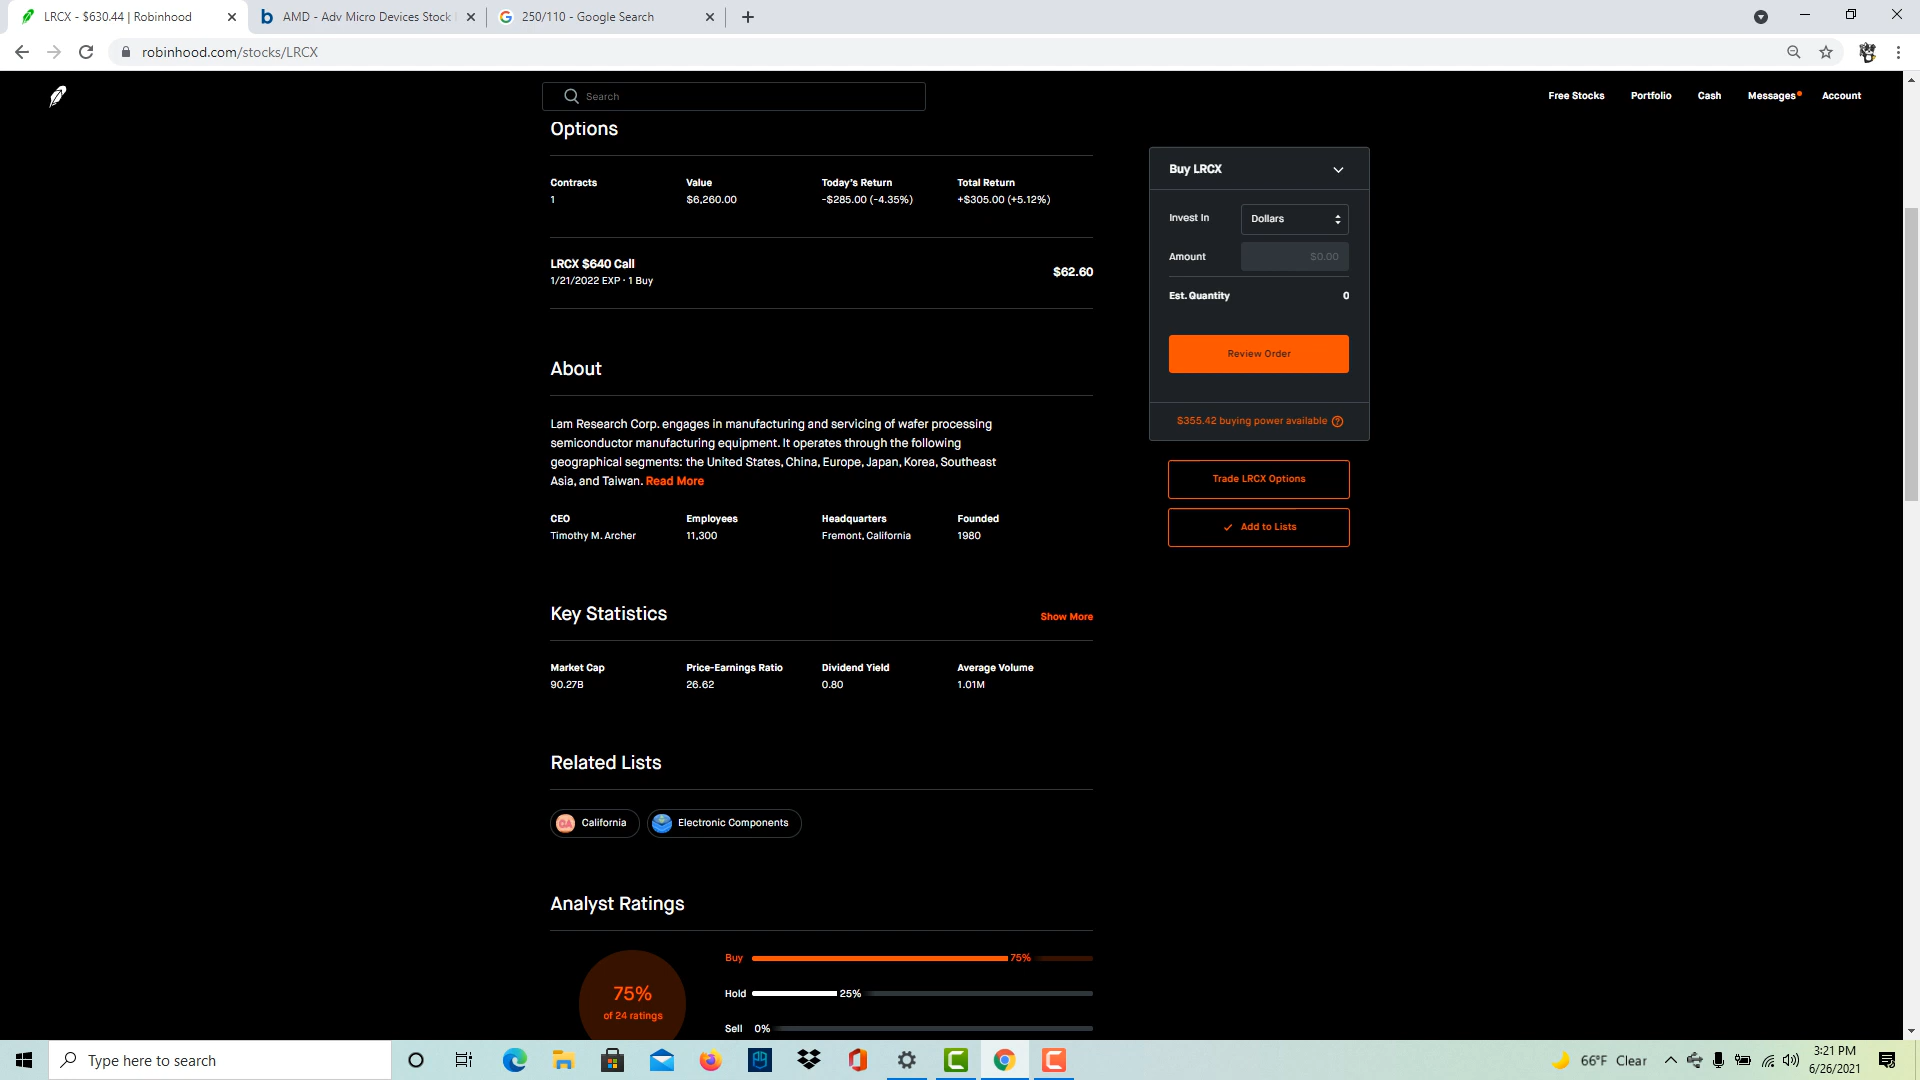 LRCX - $630.44 | Robinhood
AMD - Adv Micro Devices Stock
250/110 - Google Search
robinhood.com/stocks/LRCX
Search
Free Stocks
Portfolio
Cash
Messages
Account
Options
Contracts
Value
Today's Return
Total Return
1
$6,260.00
-$285.00 (-4.35%)
+$305.00 (+5.12%)
LRCX $640 Call
1/21/2022 EXP · 1 Buy
$62.60
About
Lam Research Corp. engages in manufacturing and servicing of wafer processing
semiconductor manufacturing equipment. It operates through the following
geographical segments: the United States, China, Europe, Japan, Korea, Southeast
Asia, and Taiwan. Read More
CEO
Employees
Headquarters
Founded
Timothy M. Archer
11,300
Fremont, California
1980
Key Statistics
Show More
Market Cap
Price-Earnings Ratio
Dividend Yield
Average Volume
90.27B
26.62
0.80
1.01M
Related Lists
CA California
Electronic Components
Analyst Ratings
75%
of 24 ratings
Buy 75%
Hold 25%
Sell 0%
Buy LRCX
Invest In
Dollars
Amount
$0.00
Est. Quantity
0
Review Order
$355.42 buying power available
Trade LRCX Options
Add to Lists
Type here to search
66°F Clear
3:21 PM
6/26/2021